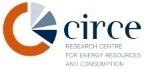 circe
RESEARCH CENTRE
FOR ENERGY RESOURCES
AND CONSUMPTION